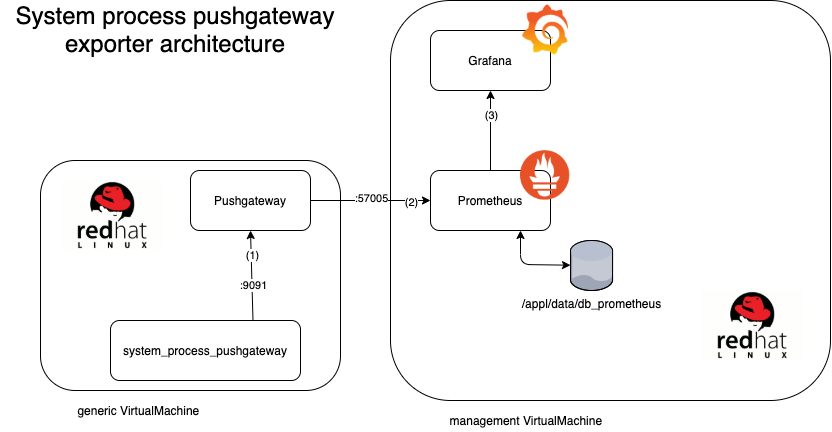 System process pushgateway
exporter architecture
Grafana
(3)
redhat
LINUX
Pushgateway
:57005
(2)
Prometheus
(1)
:9091
/appl/data/db_prometheus
system_process_pushgateway
redhat
LINUX
generic VirtualMachine
management VirtualMachine